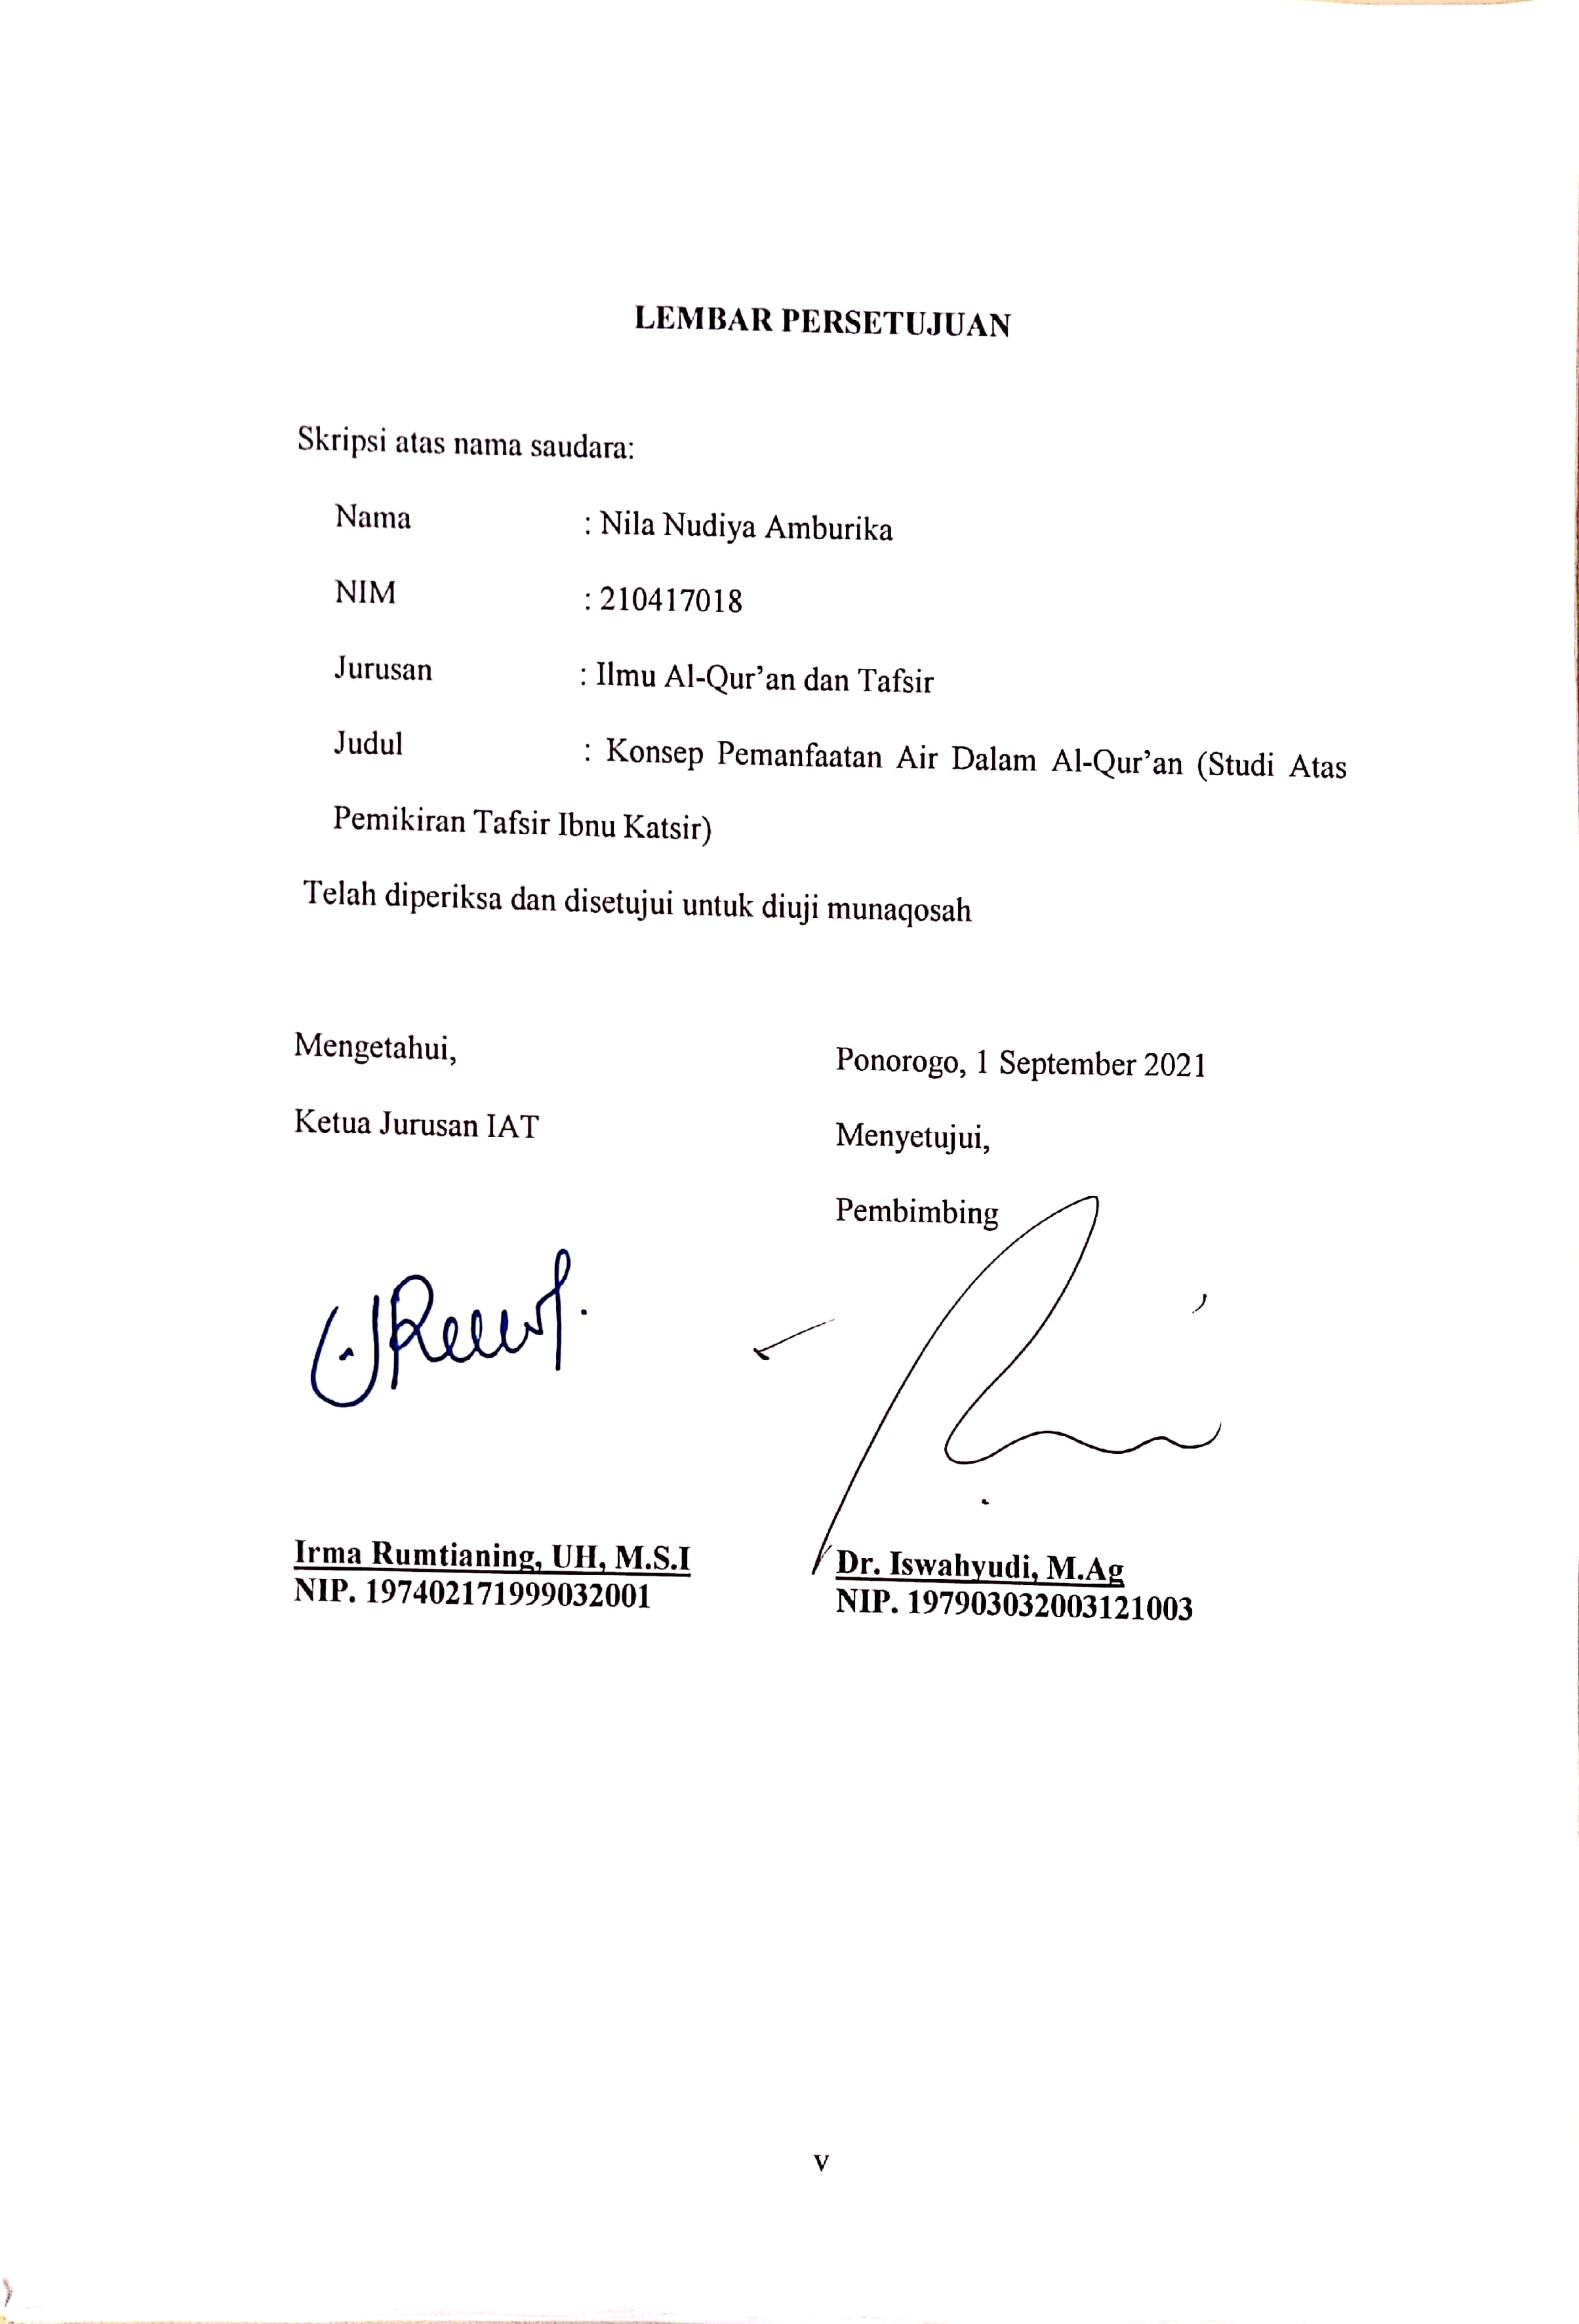 LEMBAR PERSETUJUAN
Skripsi atas nama saudara:
Nama : Nila Nudiya Amburika
NIM : 210417018
Jurusan : Ilmu Al-Qur’an dan Tafsir
Judul : Konsep Pemanfaatan Air Dalam Al-Qur’an (Studi Atas
Pemikiran Tafsir Ibnu Katsir)
Telah diperiksa dan disetujui untuk diuji munaqosah
Mengetahui,
Ketua Jurusan IAT
Ponorogo, 1 September 2021
Menyetujui,
Pembimbing
Irma Rumtianing, UH, M.S.I
NIP. 197402171999032001
Dr. Iswahyudi, M.Ag
NIP. 197903032003121003
v